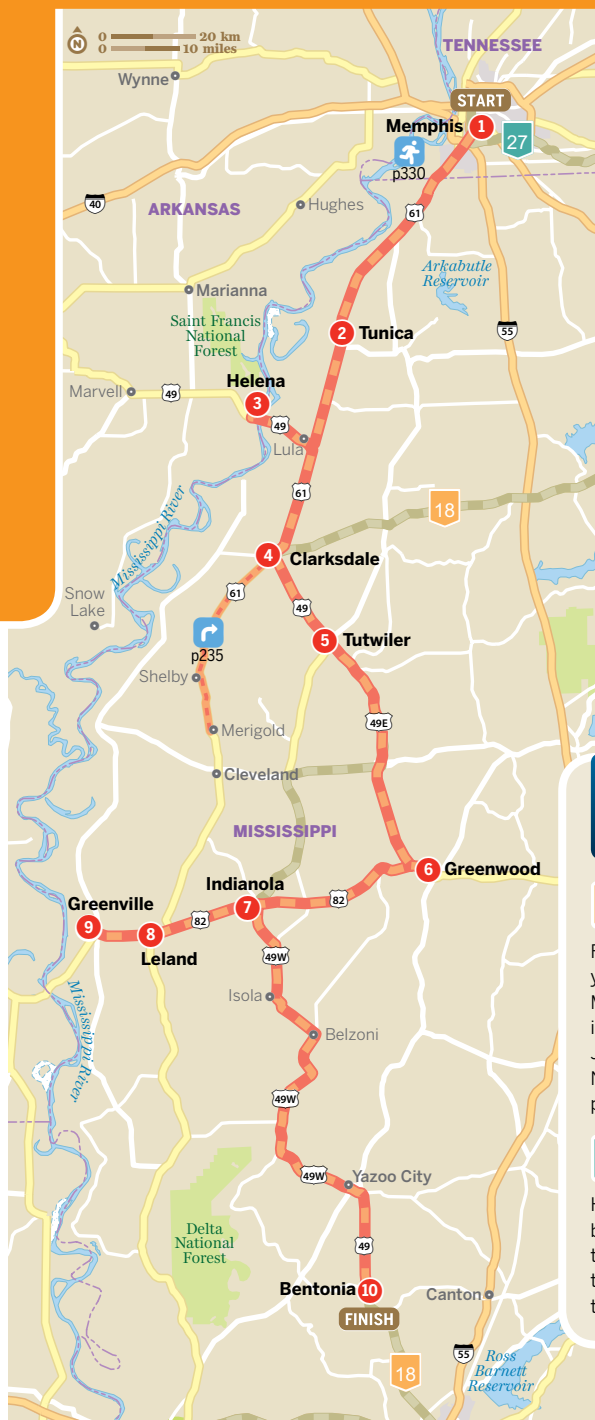 N
0 20 km
0 10 miles
TENNESSEE
Wynne
START
Memphis 1
27
p330
40
61
ARKANSAS
Hughes
Arkabutle
Reservoir
Marianna
Saint Francis
National
Forest
55
2 Tunica
Helena
Marvell
49
3
49
Lula
61
18
Mississippi River
4 Clarksdale
61
49
Snow
Lake
5 Tutwiler
p235
Shelby
49E
Merigold
Cleveland
MISSISSIPPI
6 Greenwood
Indianola
7
82
Greenville
9
8
82
Leland
49W
Isola
Mississippi River
Belzoni
49W
49W
Yazoo City
Delta
National
Forest
49
Bentonia 10
FINISH
Canton
55
Ross
Barnett
Reservoir
18
y
M
i
J
N
p
H
b
t
t
t